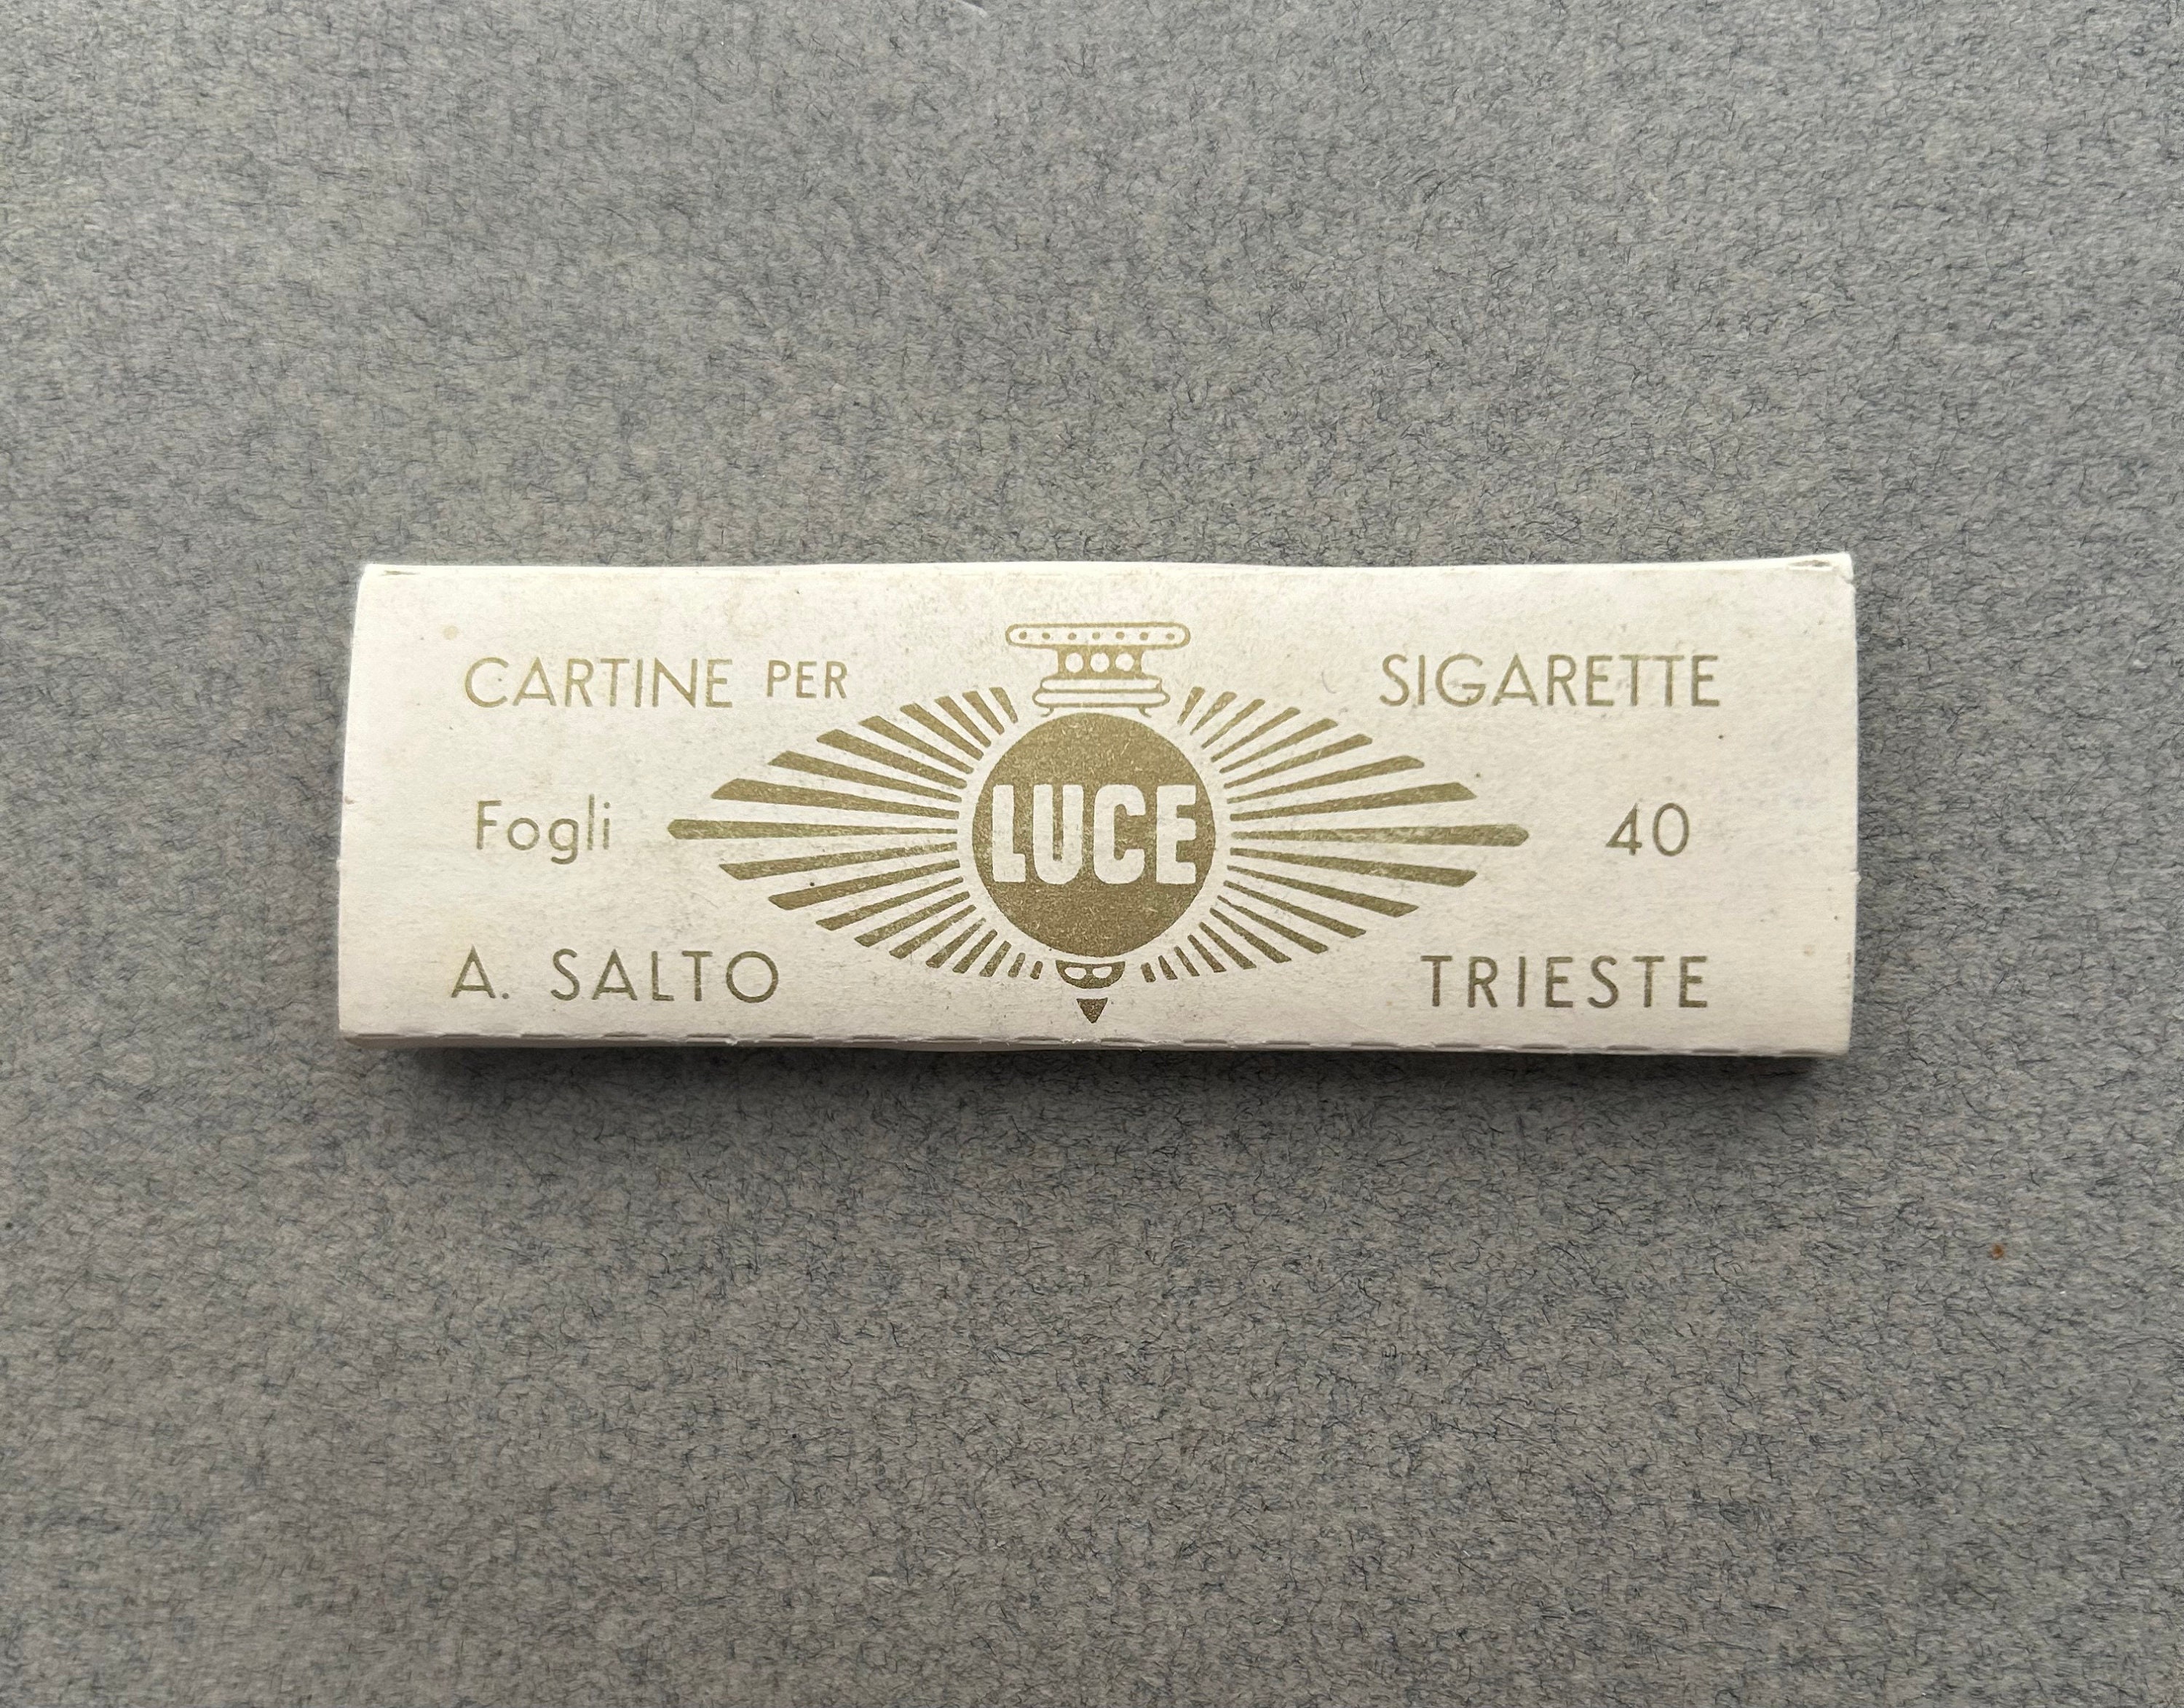 CARTINE PER SIGARETTE
Fogli LUCE 40
A. SALTO TRIESTE